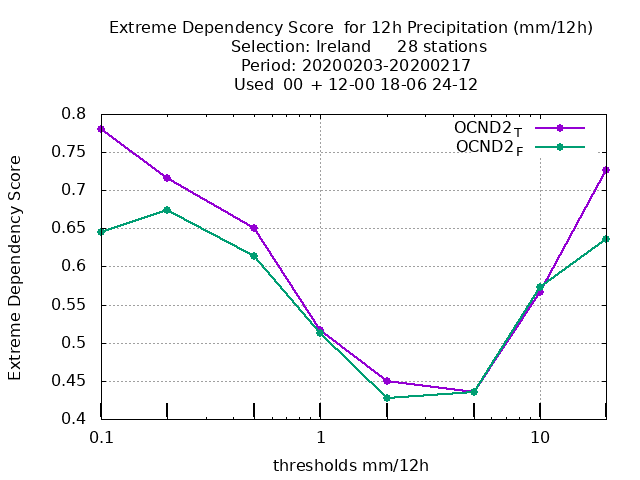 Extreme Dependency Score  for 12h Precipitation (mm/12h)
Selection: Ireland     28 stations
Period: 20200203-20200217
Used  00  + 12-00 18-06 24-12
OCND2T
OCND2F
Extreme Dependency Score
0.8
0.75
0.7
0.65
0.6
0.55
0.5
0.45
0.4
0.1 1 10
thresholds mm/12h